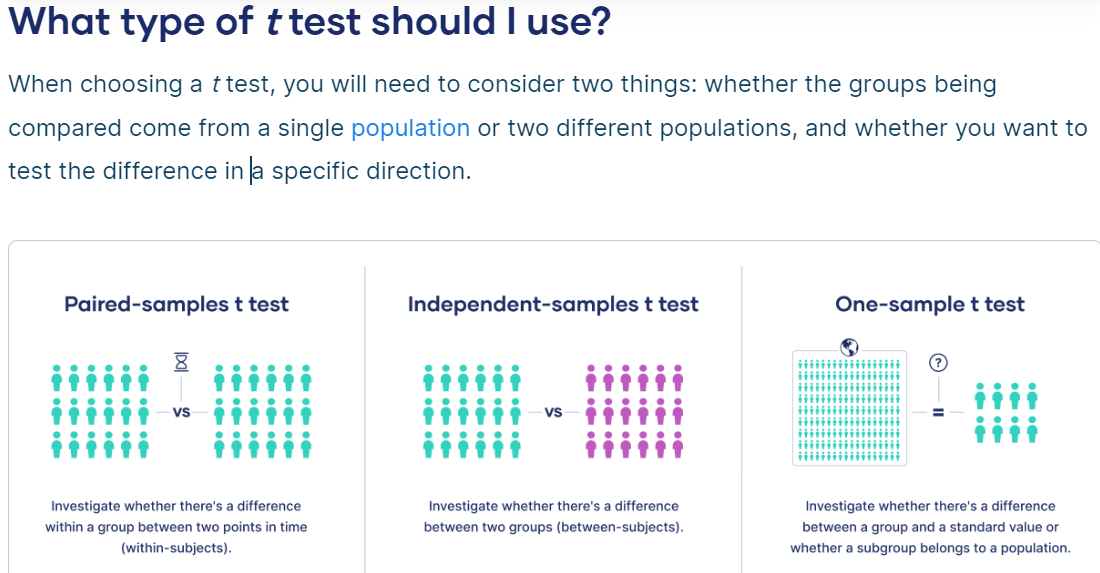 What type of t test should I use?
When choosing a t test, you will need to consider two things: whether the groups being
compared come from a single population or two different populations, and whether you want to
test the difference in a specific direction.
Paired-samples t test
VS
Investigate whether there's a difference
within a group between two points in time
(within-subjects).
Independent-samples t test
VS
Investigate whether there's a difference
between two groups (between-subjects).
One-sample t test
?
=
Investigate whether there's a difference
between a group and a standard value or
whether a subgroup belongs to a population.